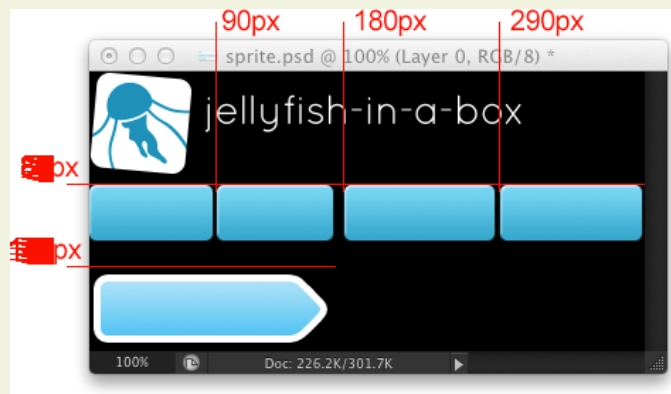 90px 180px 290px
sprite.psd @ 100% (Layer 0, RGB/8) *
jellyfish-in-a-box
px
px
100% Doc: 226.2K/301.7K